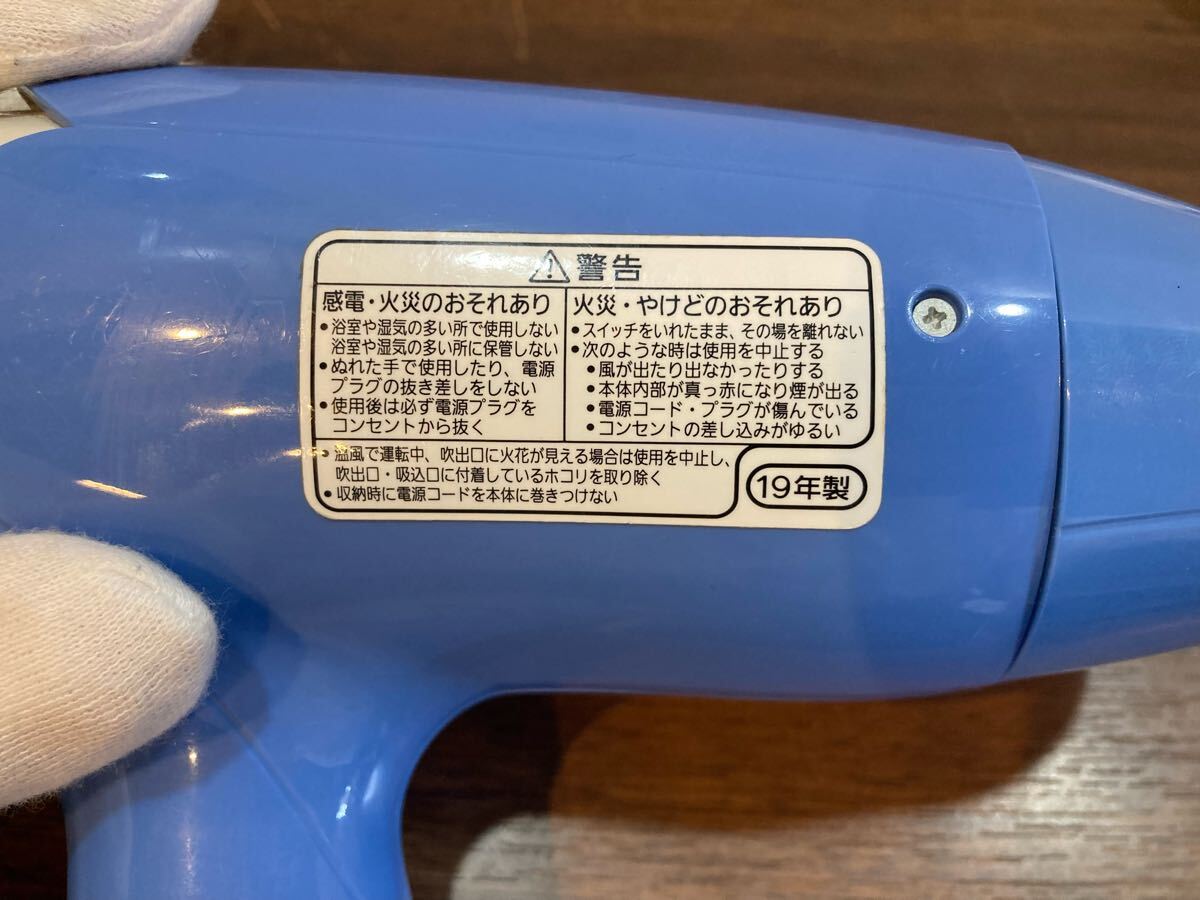 警告
感電・火災のおそれあり
●浴室や湿気の多い所で使用しない
浴室や湿気の多い所に保管しない
●ぬれた手で使用したり、電源
プラグの抜き差しをしない
●使用後は必ず電源プラグを
コンセントから抜く
火災・やけどのおそれあり
●スイッチをいれたまま、その場を離れない
●次のような時は使用を中止する
●風が出たり出なかったりする
●本体内部が真っ赤になり煙が出る
●電源コード・プラグが傷んでいる
●コンセントの差し込みがゆるい
●温風で運転中、吹出口に火花が見える場合は使用を中止し、
吹出口・吸込口に付着しているホコリを取り除く
●収納時に電源コードを本体に巻きつけない
19年製